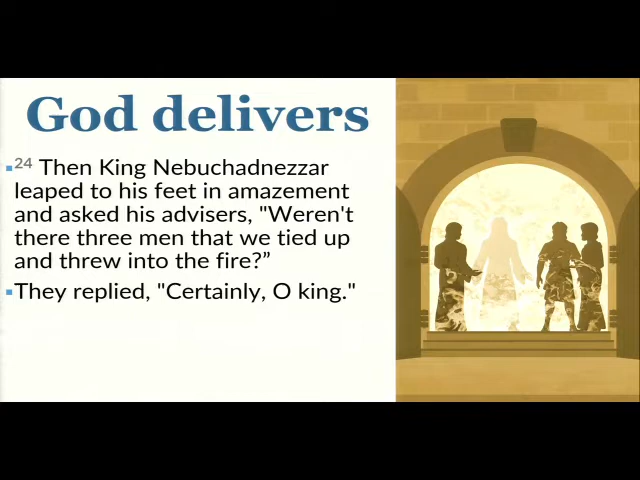 God delivers
▪24 Then King Nebuchadnezzar
leaped to his feet in amazement
and asked his advisers, "Weren't
there three men that we tied up
and threw into the fire?”
▪They replied, "Certainly, O king."